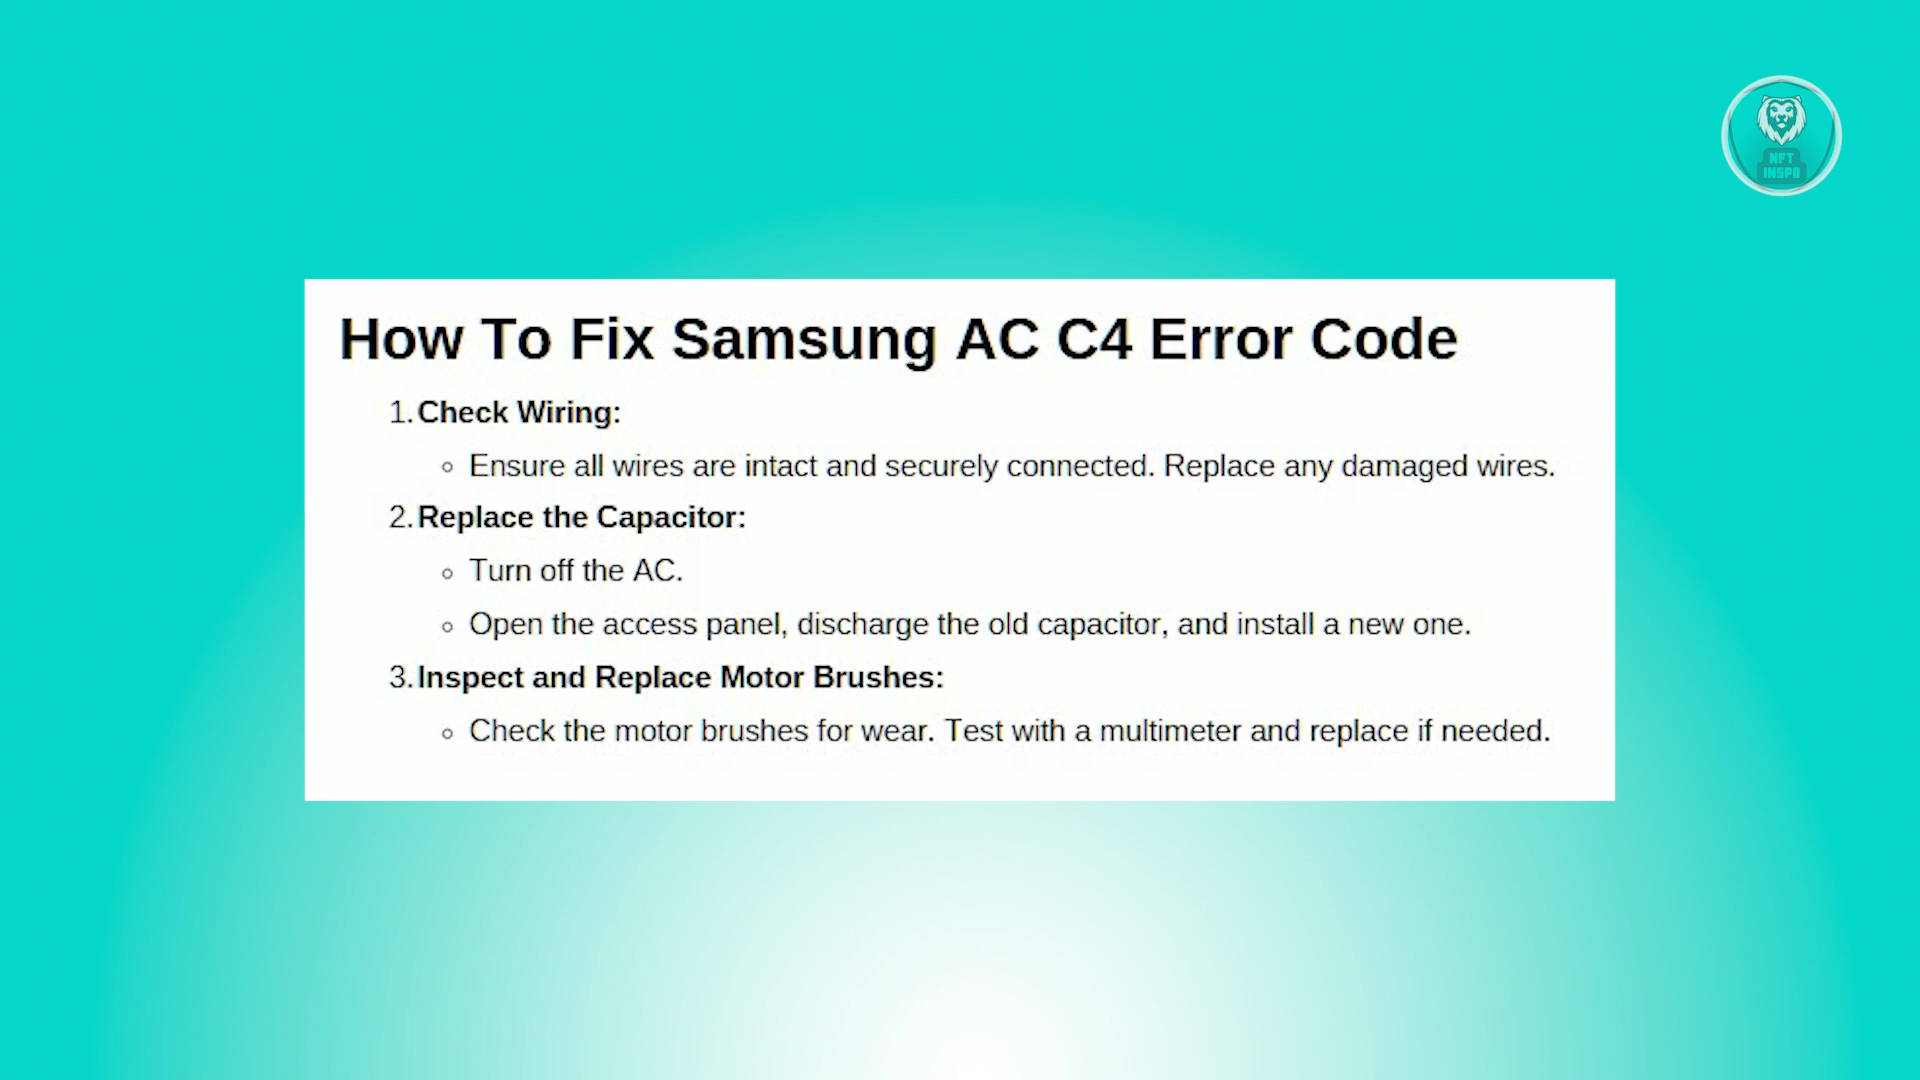 NFT
INSPO
How To Fix Samsung AC C4 Error Code
1. Check Wiring:
Ensure all wires are intact and securely connected. Replace any damaged wires.
2. Replace the Capacitor:
Turn off the AC.
Open the access panel, discharge the old capacitor, and install a new one.
3. Inspect and Replace Motor Brushes:
Check the motor brushes for wear. Test with a multimeter and replace if needed.